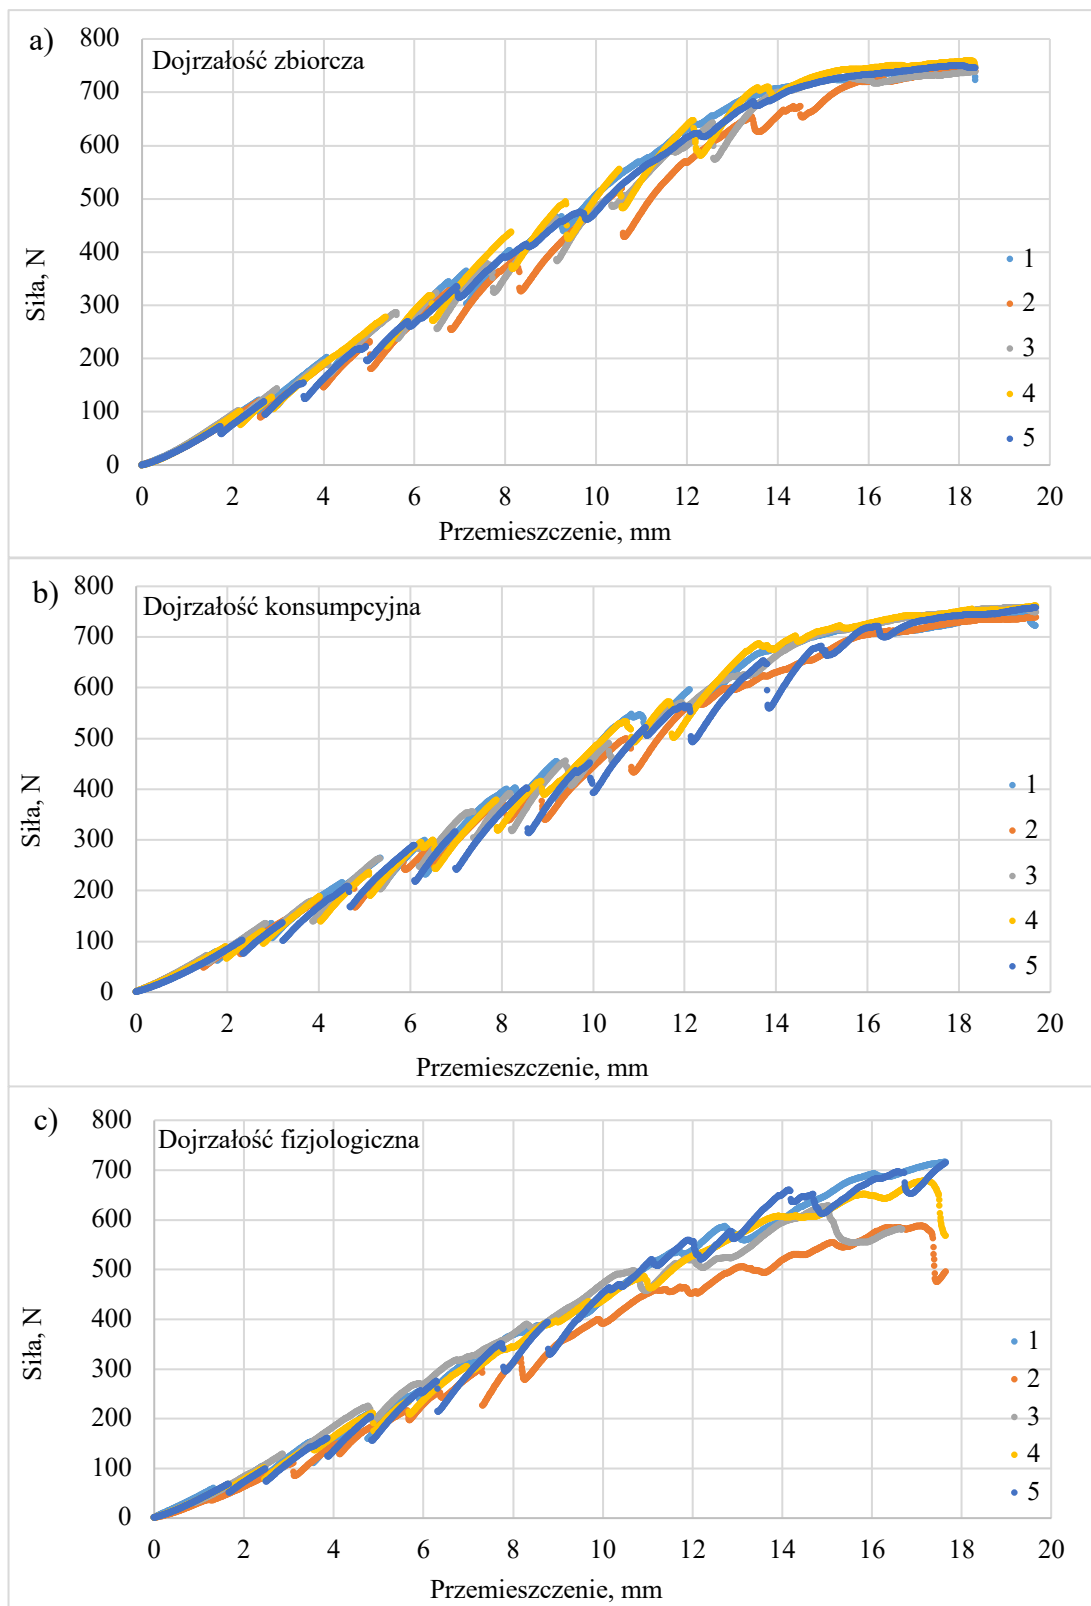 a)
Dojrzałość zbiorcza
Siła, N
800
700
600
500
400
300
200
100
0
0 2 4 6 8 10 12 14 16 18 20
Przemieszczenie, mm
1
2
3
4
5
b)
Dojrzałość konsumpcyjna
Siła, N
800
700
600
500
400
300
200
100
0
0 2 4 6 8 10 12 14 16 18 20
Przemieszczenie, mm
1
2
3
4
5
c)
Dojrzałość fizjologiczna
Siła, N
800
700
600
500
400
300
200
100
0
0 2 4 6 8 10 12 14 16 18 20
Przemieszczenie, mm
1
2
3
4
5